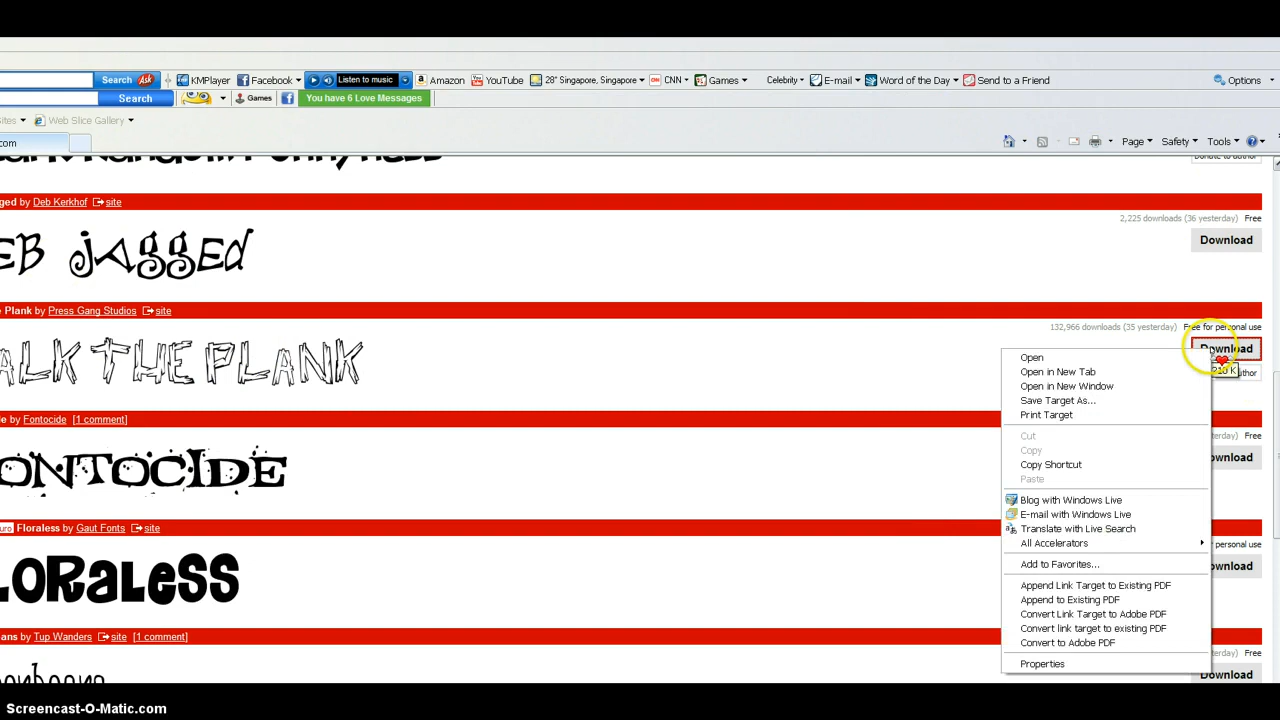 Search Ask KMPlayer Facebook Listen to music Amazon YouTube 28° Singapore, Singapore CNN Games Celebrity E-mail Word of the Day Send to a Friend Options
Search Games You have 6 Love Messages
Web Slice Gallery
com Page Safety Tools
Donate to author
ged by Deb Kerkhof site
2,225 downloads (36 yesterday) Free
EB JAGGED
Download
Plank by Press Gang Studios site
132,966 downloads (35 yesterday) Free for personal use
ALK THE PLANK
Download
Open
Open in New Tab
Open in New Window
Save Target As...
Print Target
by Fontocide [1 comment]
Cut
Copy
Copy Shortcut
Paste
ONTOCIDE
Blog with Windows Live
E-mail with Windows Live
Translate with Live Search
All Accelerators
Floraless by Gaut Fonts site
personal use
Add to Favorites...
LORALESS
Append Link Target to Existing PDF
Append to Existing PDF
Convert Link Target to Adobe PDF
Convert link target to existing PDF
Convert to Adobe PDF
ans by Tup Wanders site [1 comment]
Free
Properties
Download
Screencast-O-Matic.com